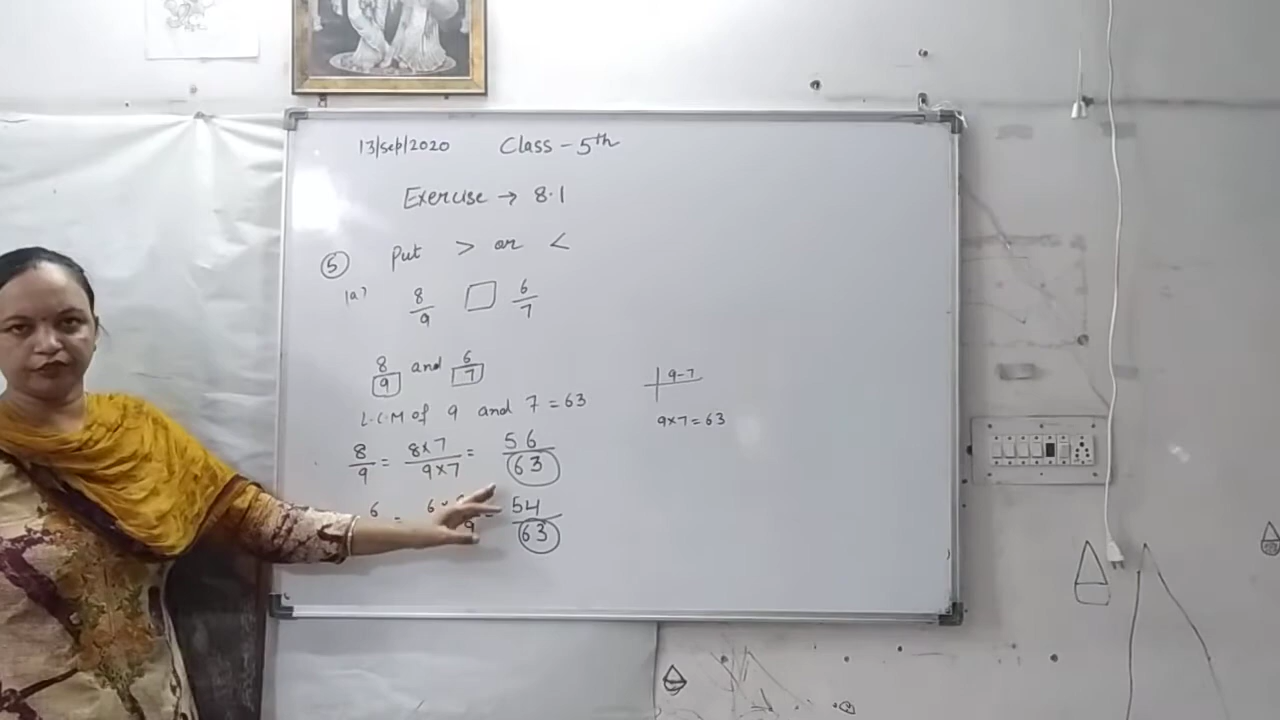 13/sep/2020 Class - 5th
Exercise → 8.1
⑤ Put > or <
(a) 8/9 □ 6/7
8/9 and 6/7
L.C.M of 9 and 7 = 63
9-7
9×7=63
8/9 = 8×7/9×7 = 56/63
6 = 6× /9 = 54/63